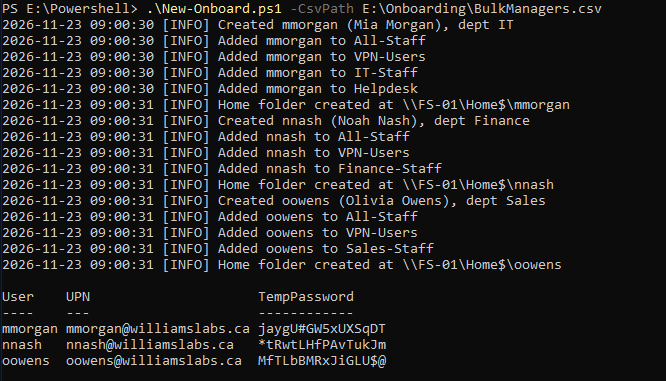 PS E:\Powershell> .\New-Onboard.ps1 -CsvPath E:\Onboarding\BulkManagers.csv
2026-11-23 09:00:30 [INFO] Created mmorgan (Mia Morgan), dept IT
2026-11-23 09:00:30 [INFO] Added mmorgan to All-Staff
2026-11-23 09:00:30 [INFO] Added mmorgan to VPN-Users
2026-11-23 09:00:30 [INFO] Added mmorgan to IT-Staff
2026-11-23 09:00:30 [INFO] Added mmorgan to Helpdesk
2026-11-23 09:00:31 [INFO] Home folder created at \\FS-01\Home$\mmorgan
2026-11-23 09:00:31 [INFO] Created nnash (Noah Nash), dept Finance
2026-11-23 09:00:31 [INFO] Added nnash to All-Staff
2026-11-23 09:00:31 [INFO] Added nnash to VPN-Users
2026-11-23 09:00:31 [INFO] Added nnash to Finance-Staff
2026-11-23 09:00:31 [INFO] Home folder created at \\FS-01\Home$\nnash
2026-11-23 09:00:31 [INFO] Created oowens (Olivia Owens), dept Sales
2026-11-23 09:00:31 [INFO] Added oowens to All-Staff
2026-11-23 09:00:31 [INFO] Added oowens to VPN-Users
2026-11-23 09:00:31 [INFO] Added oowens to Sales-Staff
2026-11-23 09:00:31 [INFO] Home folder created at \\FS-01\Home$\oowens
User    UPN                     TempPassword
----    ---                     ------------
mmorgan mmorgan@williamslabs.ca jaygU#GW5xUXSqDT
nnash   nnash@williamslabs.ca   *tRwtLHfPAvTukJm
oowens  oowens@williamslabs.ca  MfTLbBMRxJiGLU$@